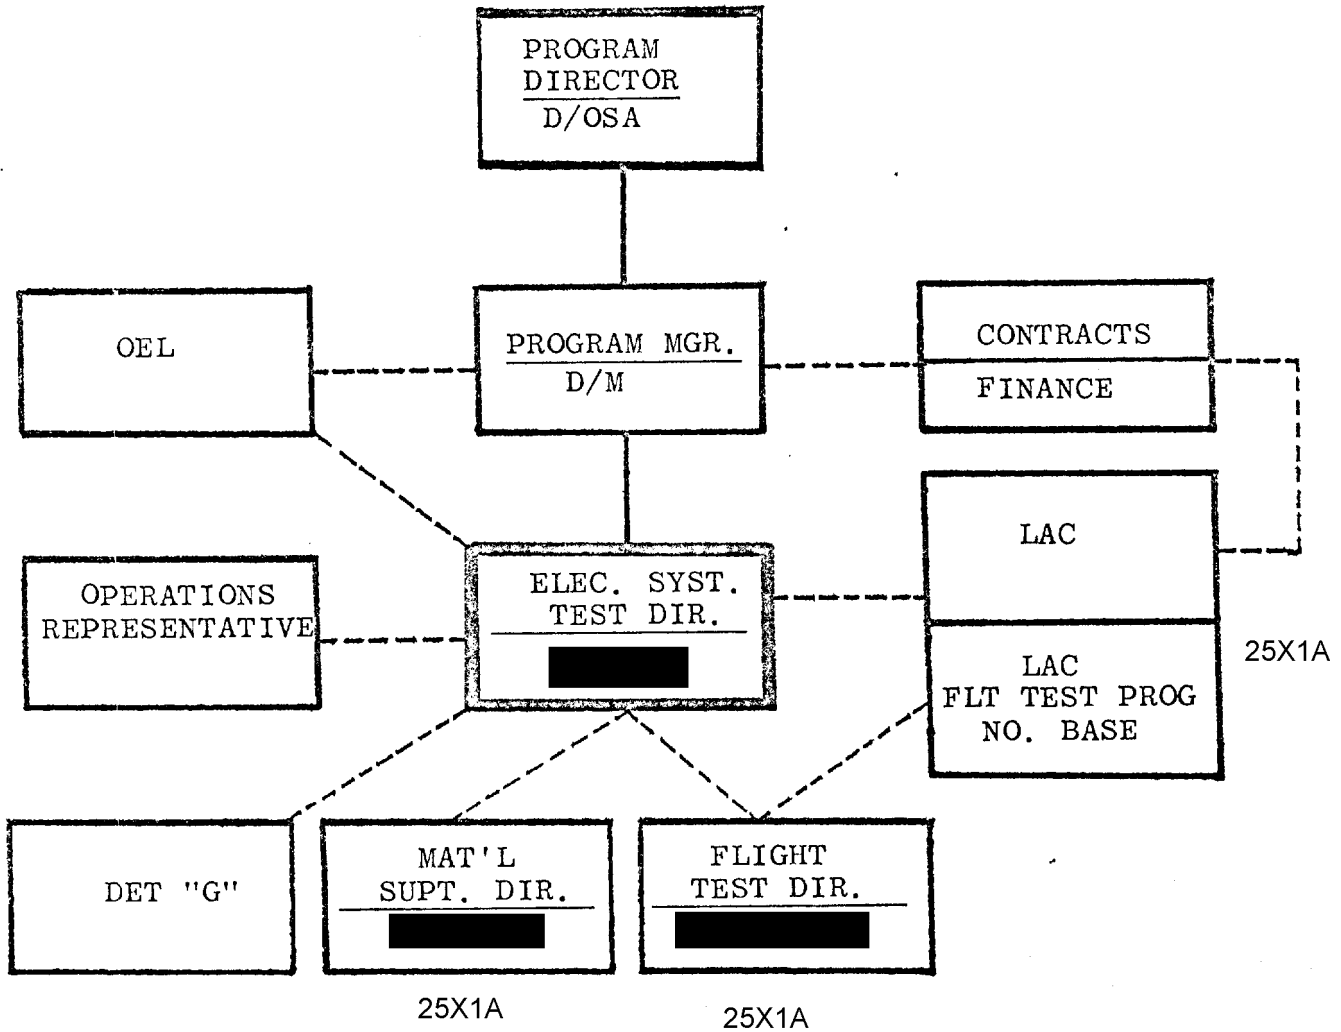 PROGRAM
DIRECTOR
D/OSA
OEL
PROGRAM MGR.
D/M
CONTRACTS
FINANCE
LAC
OPERATIONS
REPRESENTATIVE
ELEC. SYST.
TEST DIR.
25X1A
LAC
FLT TEST PROG
NO. BASE
DET "G"
MAT'L
SUPT. DIR.
FLIGHT
TEST DIR.
25X1A
25X1A